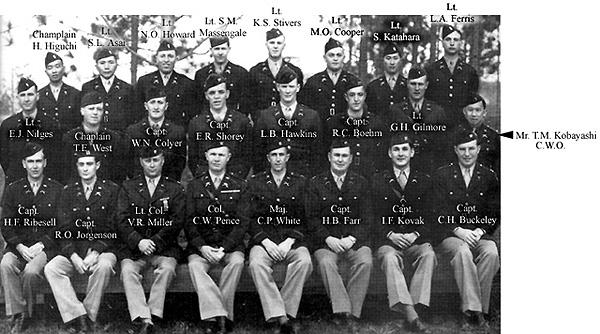 Champlain
H. Higuchi
Lt.
S.L. Asai
Lt.
N.O. Howard
Lt. S.M.
Massengale
Lt.
K.S. Stivers
Lt.
M.O. Cooper
Lt.
S. Katahara
Lt.
L.A. Ferris
Lt.
E.J. Nilges
Chaplain
T.E. West
Capt.
W.N. Colyer
Capt.
E.R. Shorey
Capt.
L.B. Hawkins
Capt.
R.C. Boehm
Lt.
G.H. Gilmore
Mr. T.M. Kobayashi
C.W.O.
Capt.
H.F. Ribesell
Capt.
R.O. Jorgenson
Lt. Col.
V.R. Miller
Col.
C.W. Pence
Maj.
C.P. White
Capt.
H.B. Farr
Capt.
I.F. Kovak
Capt.
C.H. Buckeley